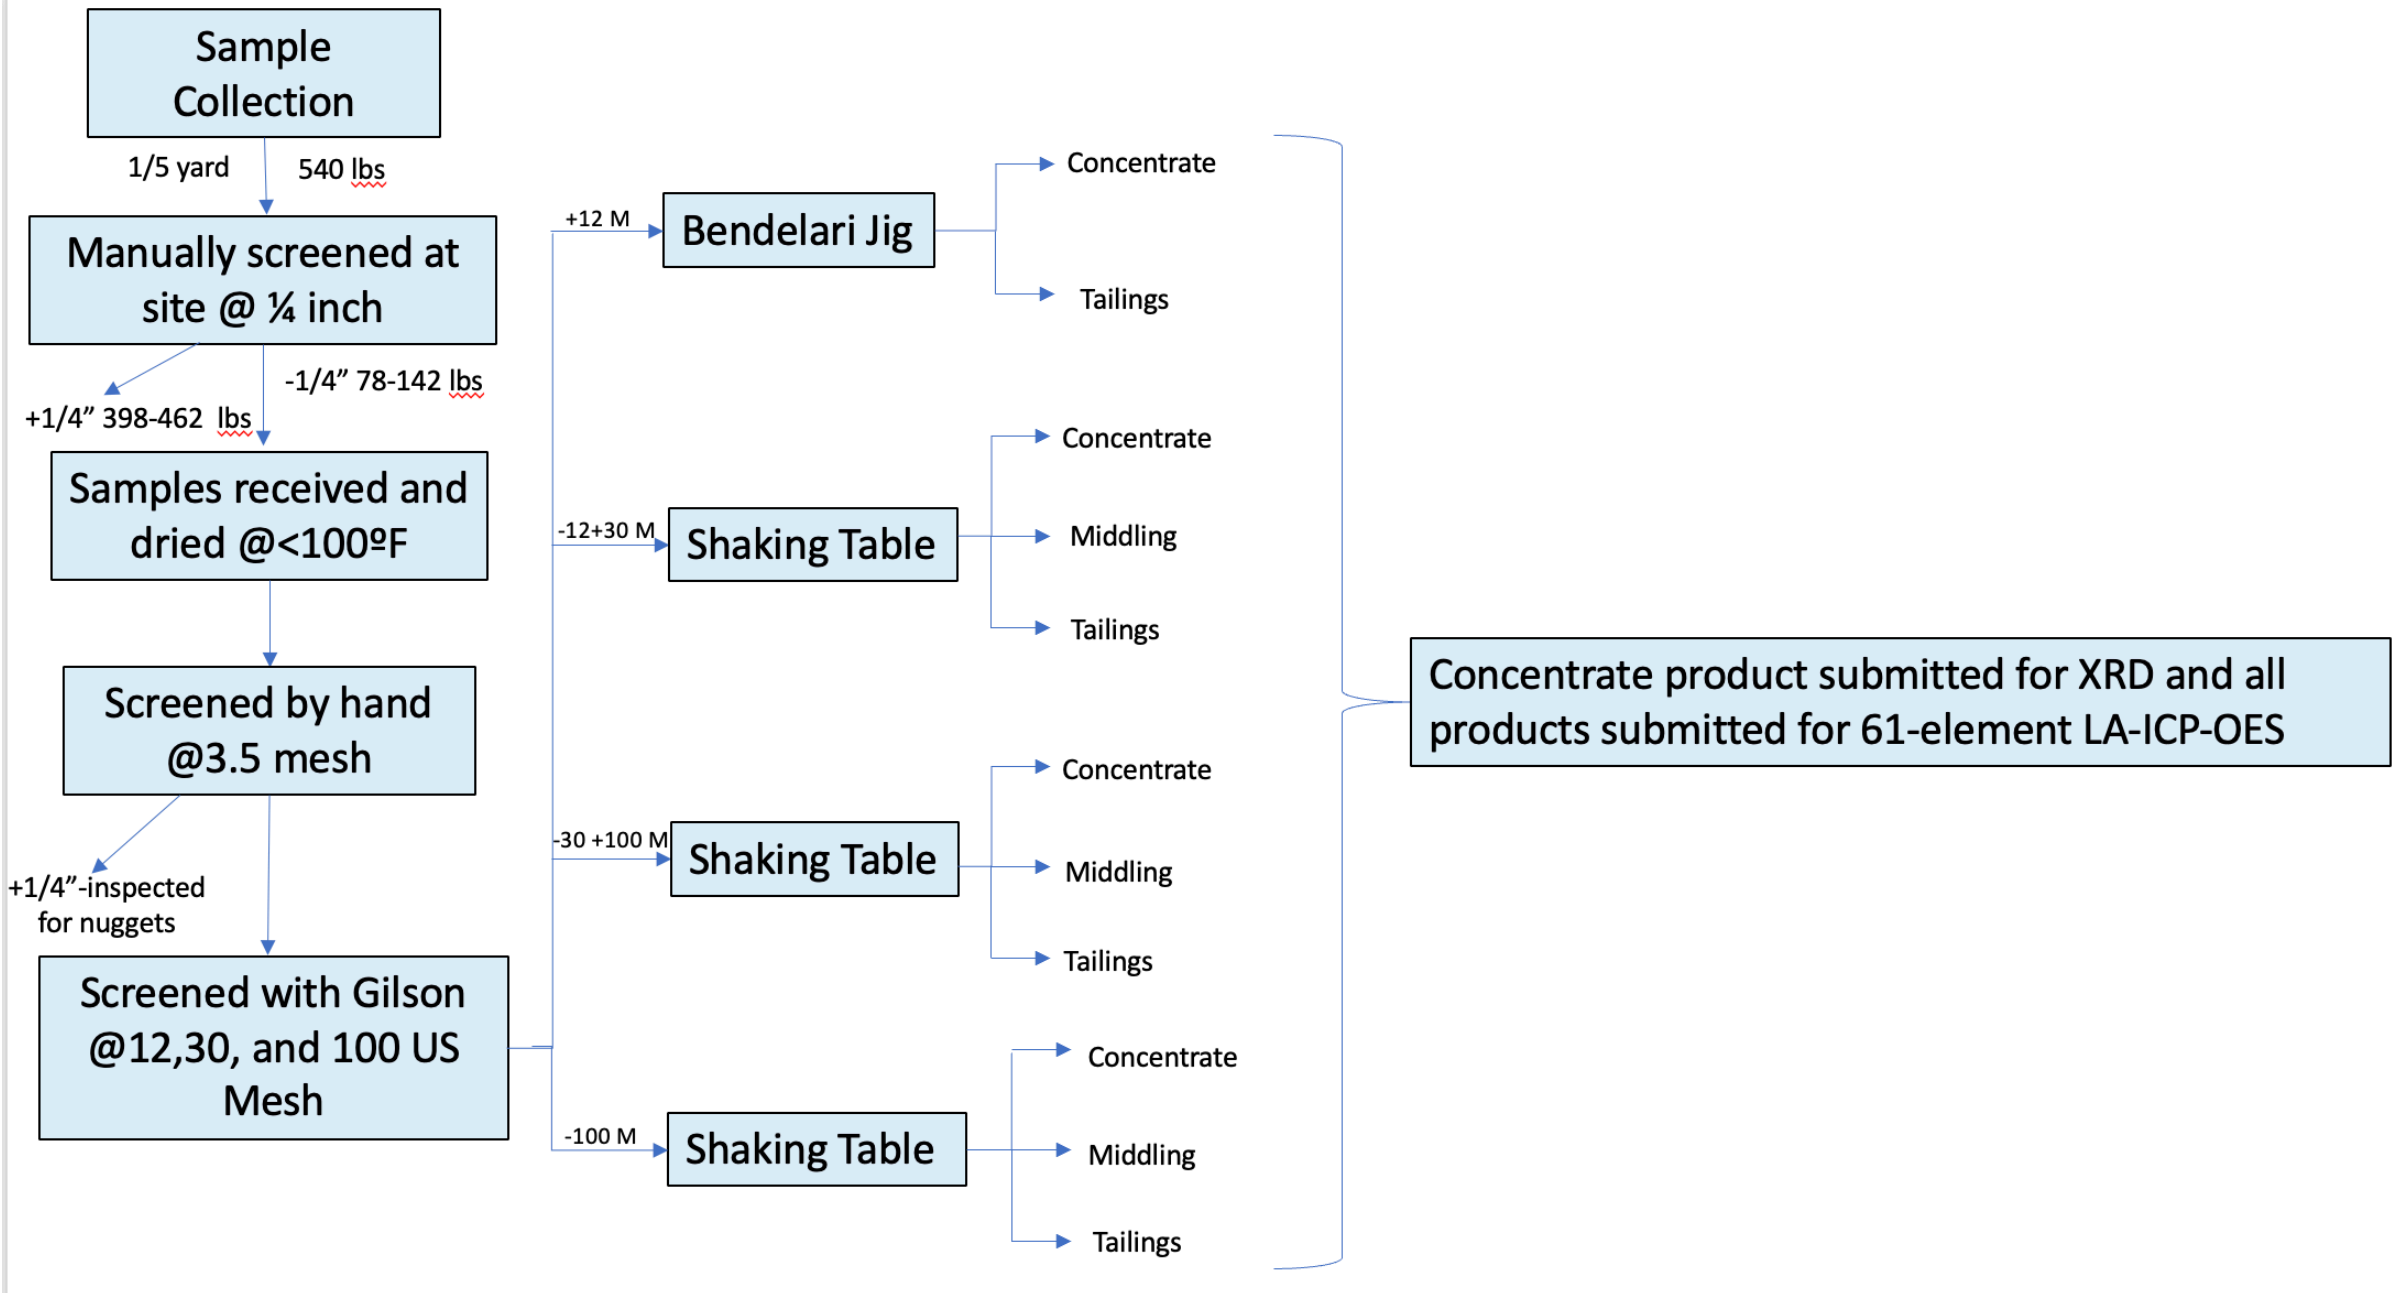 Sample
Collection
1/5 yard
540 lbs
Manually screened at
site @ ¼ inch
-1/4” 78-142 lbs
+1/4” 398-462 lbs
Samples received and
dried @<100ºF
Screened by hand
@3.5 mesh
+1/4”-inspected
for nuggets
Screened with Gilson
@12,30, and 100 US
Mesh
+12 M
Bendelari Jig
Concentrate
Tailings
-12+30 M
Shaking Table
Concentrate
Middling
Tailings
-30 +100 M
Shaking Table
Concentrate
Middling
Tailings
-100 M
Shaking Table
Concentrate
Middling
Tailings
Concentrate product submitted for XRD and all
products submitted for 61-element LA-ICP-OES